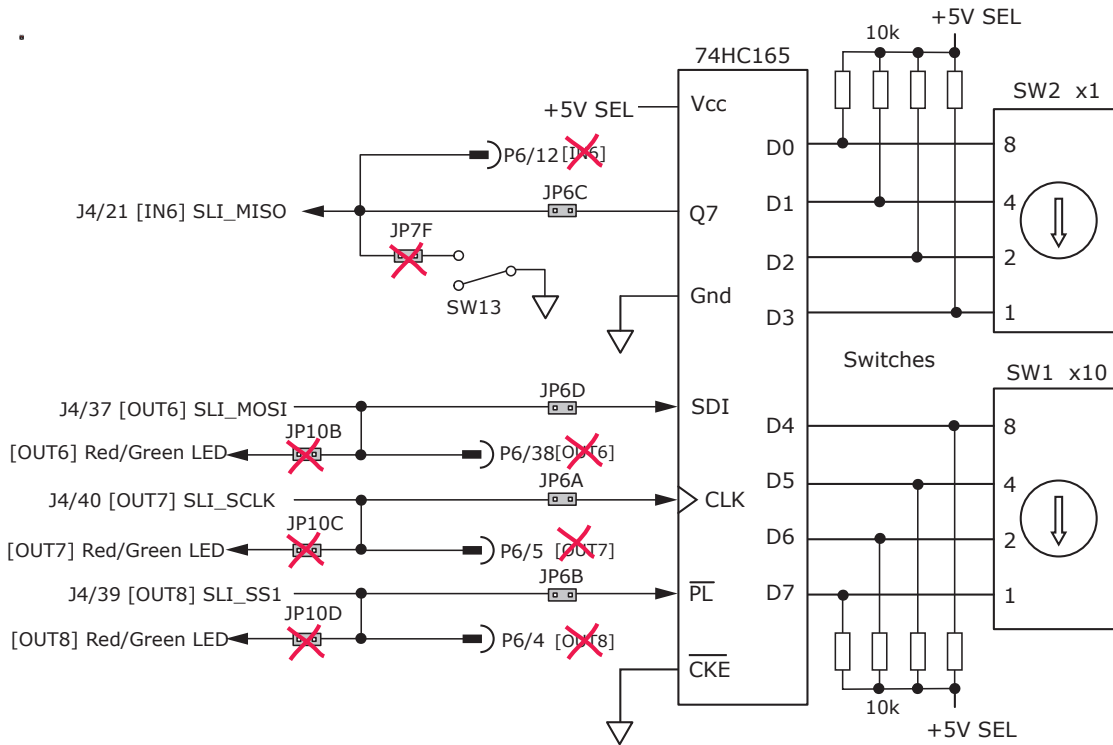 +5V SEL
10k
74HC165
SW2 x1
+5V SEL
Vcc
P6/12 [IN6]
D0
8
JP6C
J4/21 [IN6] SLI_MISO
Q7
D1
4
JP7F
D2
2
SW13
Gnd
D3
1
Switches
SW1 x10
JP6D
J4/37 [OUT6] SLI_MOSI
SDI
D4
8
JP10B
[OUT6] Red/Green LED
P6/38[OUT6]
JP6A
J4/40 [OUT7] SLI_SCLK
CLK
D5
4
JP10C
[OUT7] Red/Green LED
P6/5 [OUT7]
D6
2
JP6B
J4/39 [OUT8] SLI_SS1
PL
D7
1
JP10D
[OUT8] Red/Green LED
P6/4 [OUT8]
CKE
10k
+5V SEL